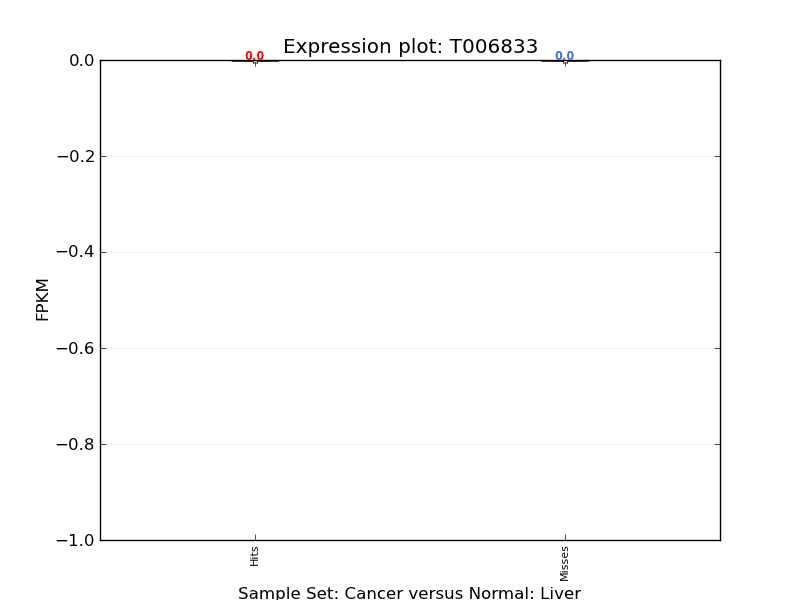 Expression plot: T006833
0.0
0.0
0.0
−0.2
−0.4
−0.6
−0.8
−1.0
FPKM
Hits
Misses
Sample Set: Cancer versus Normal: Liver